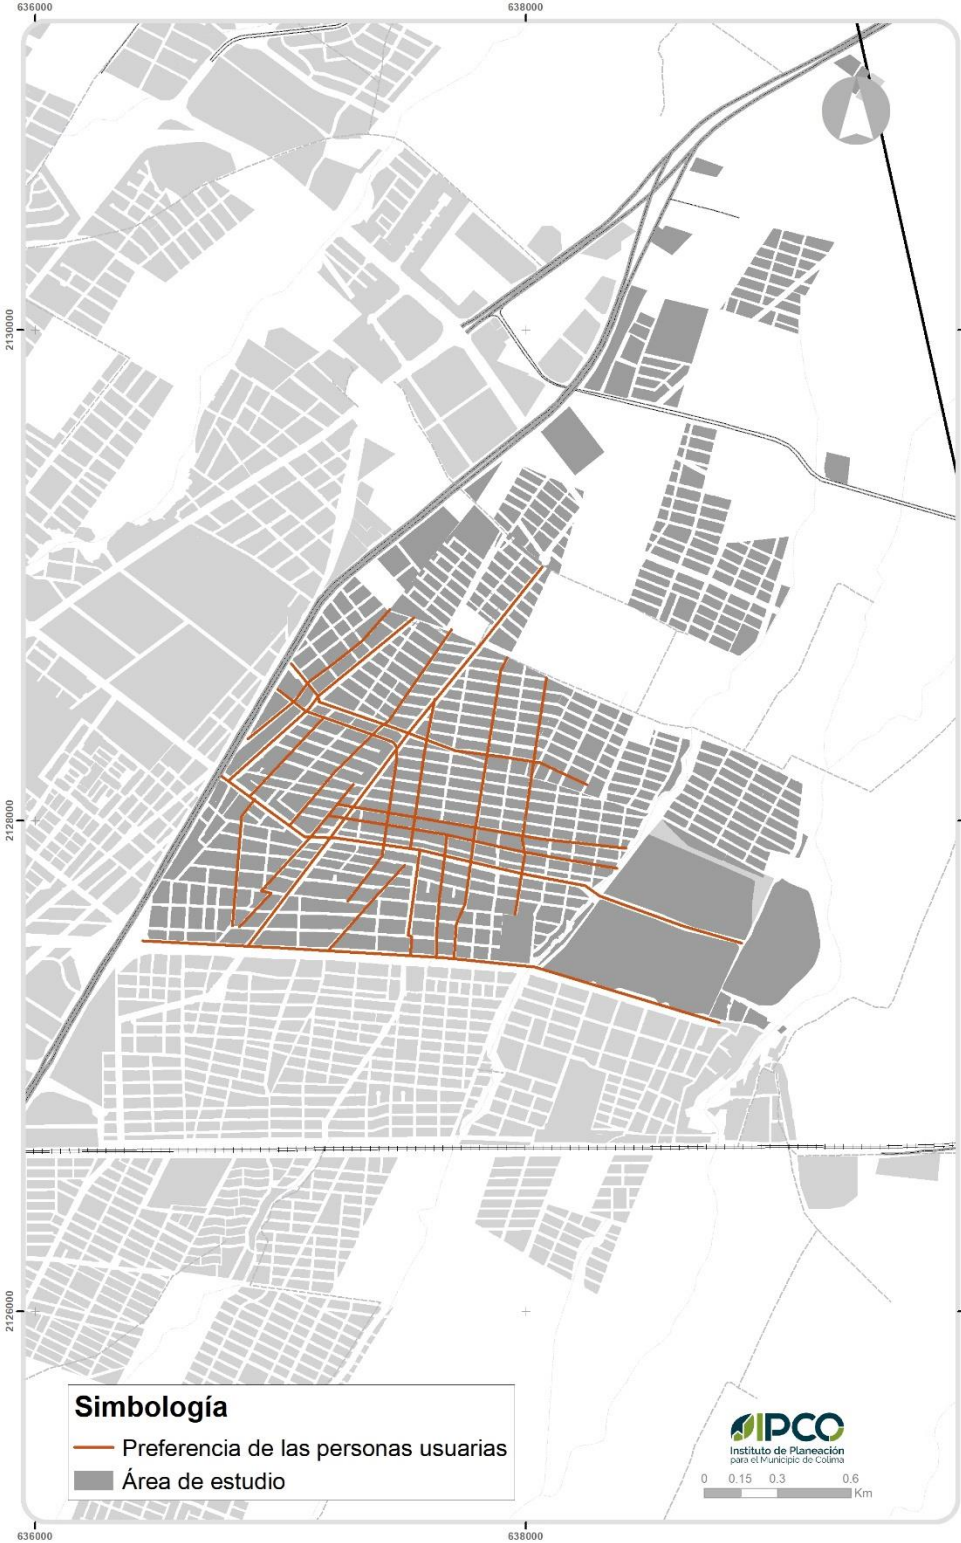 636000
638000
2130000
2128000
2126000
Simbología
Preferencia de las personas usuarias
Área de estudio
IPCO
Instituto de Planeación
para el Municipio de Colima
0 0.15 0.3 0.6
Km
636000
638000